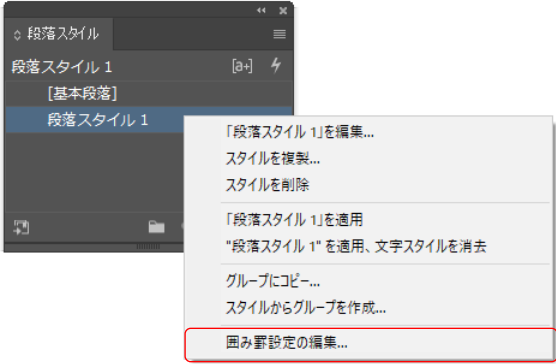 段落スタイル
段落スタイル 1
[a+]
[基本段落]
段落スタイル 1
「段落スタイル 1」を編集...
スタイルを複製...
スタイルを削除
「段落スタイル 1」を適用
"段落スタイル 1" を適用、文字スタイルを消去
グループにコピー...
スタイルからグループを作成...
囲み罫設定の編集...